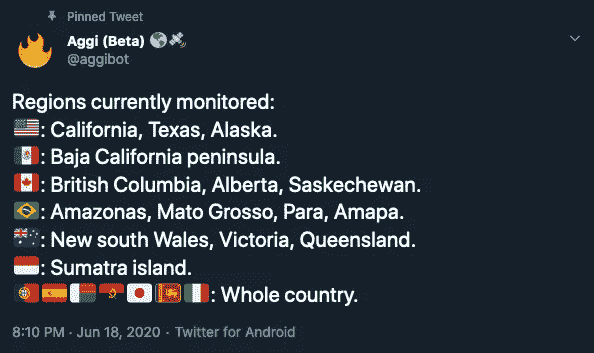 Pinned Tweet
Aggi (Beta) 🌎🛰
@aggibot
Regions currently monitored:
🇺🇸: California, Texas, Alaska.
🇲🇽: Baja California peninsula.
🇨🇦: British Columbia, Alberta, Saskechewan.
🇧🇷: Amazonas, Mato Grosso, Para, Amapa.
🇦🇺: New south Wales, Victoria, Queensland.
🇮🇩: Sumatra island.
🇵🇹🇪🇸🇲🇬🇦🇴🇯🇵🇱🇰🇮🇪: Whole country.
8:10 PM · Jun 18, 2020 · Twitter for Android